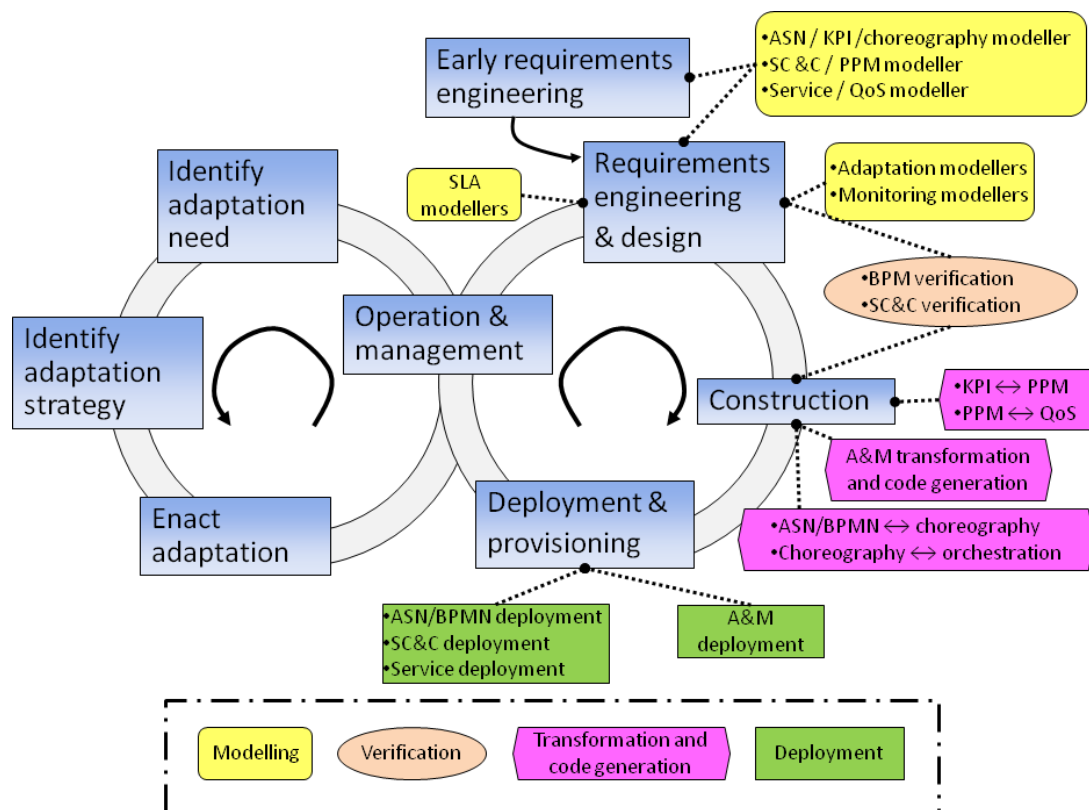 Early requirements
engineering
•ASN / KPI /choreography modeller
•SC &C / PPM modeller
•Service / QoS modeller
Identify
adaptation
need
SLA
modellers
Requirements
engineering
& design
•Adaptation modellers
•Monitoring modellers
•BPM verification
•SC&C verification
Identify
adaptation
strategy
Operation &
management
Construction
•KPI ↔ PPM
•PPM ↔ QoS
A&M transformation
and code generation
Enact
adaptation
Deployment &
provisioning
•ASN/BPMN ↔ choreography
•Choreography ↔ orchestration
•ASN/BPMN deployment
•SC&C deployment
•Service deployment
A&M
deployment
Modelling
Verification
Transformation and
code generation
Deployment